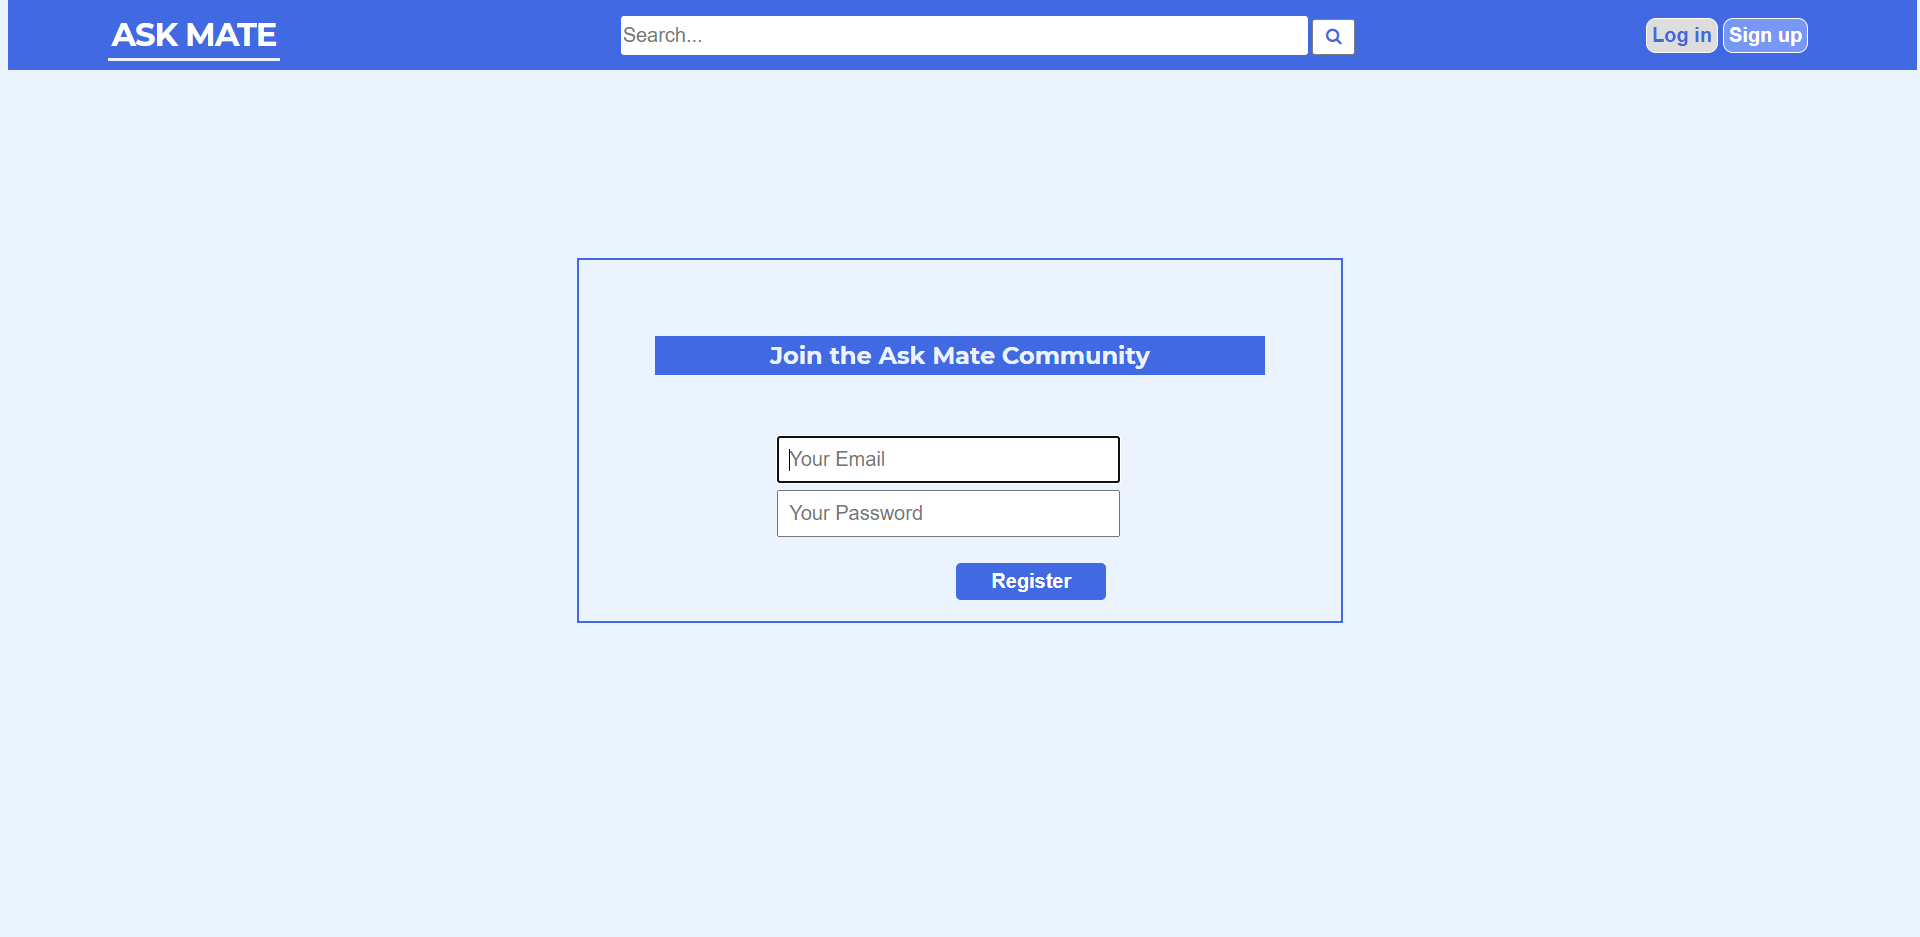 ASK MATE
Search...
Log in
Sign up
Join the Ask Mate Community
Your Email
Your Password
Register